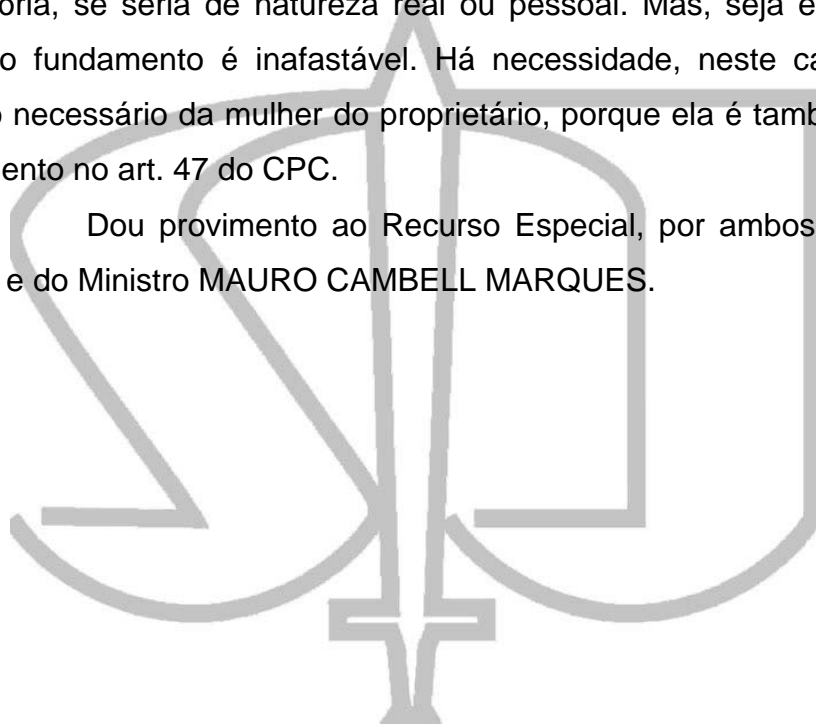 oria, se seria de natureza real ou pessoal. Mas, seja e
o fundamento é inafastável. Há necessidade, neste ca
o necessário da mulher do proprietário, porque ela é tamb
ento no art. 47 do CPC.
Dou provimento ao Recurso Especial, por ambos
e do Ministro MAURO CAMBELL MARQUES.